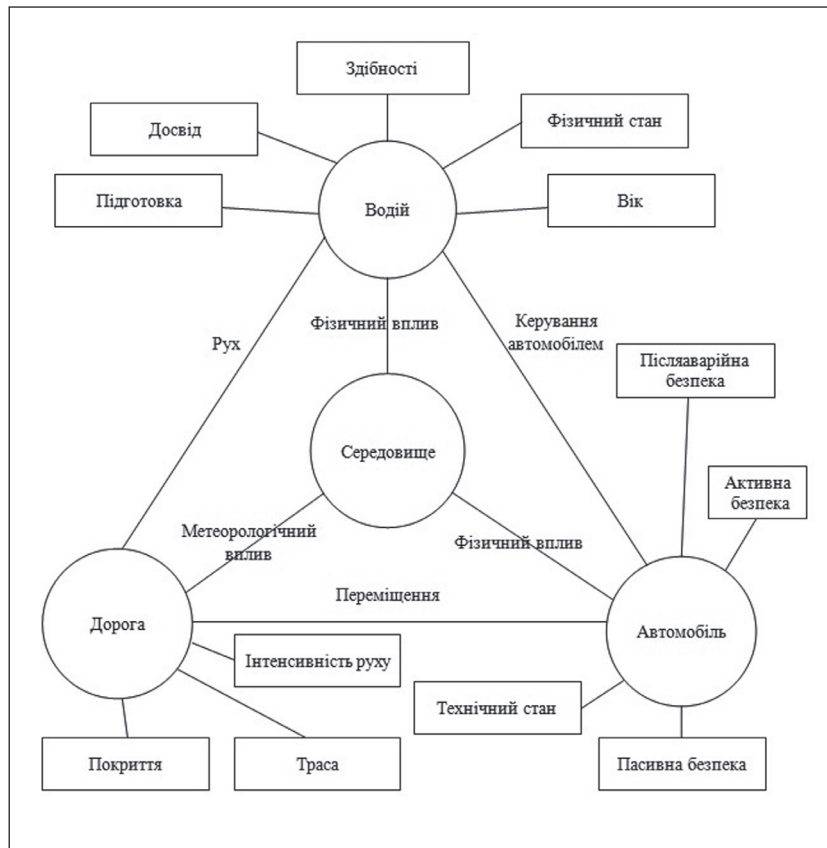 Здібності
Досвід
Фізичний стан
Підготовка
Водій
Вік
Рух
Фізичний вплив
Керування
автомобілем
Післяаварійна
безпека
Середовище
Активна
безпека
Метеорологічний
вплив
Фізичний вплив
Переміщення
Дорога
Автомобіль
Інтенсивність руху
Технічний стан
Покриття
Траса
Пасивна безпека